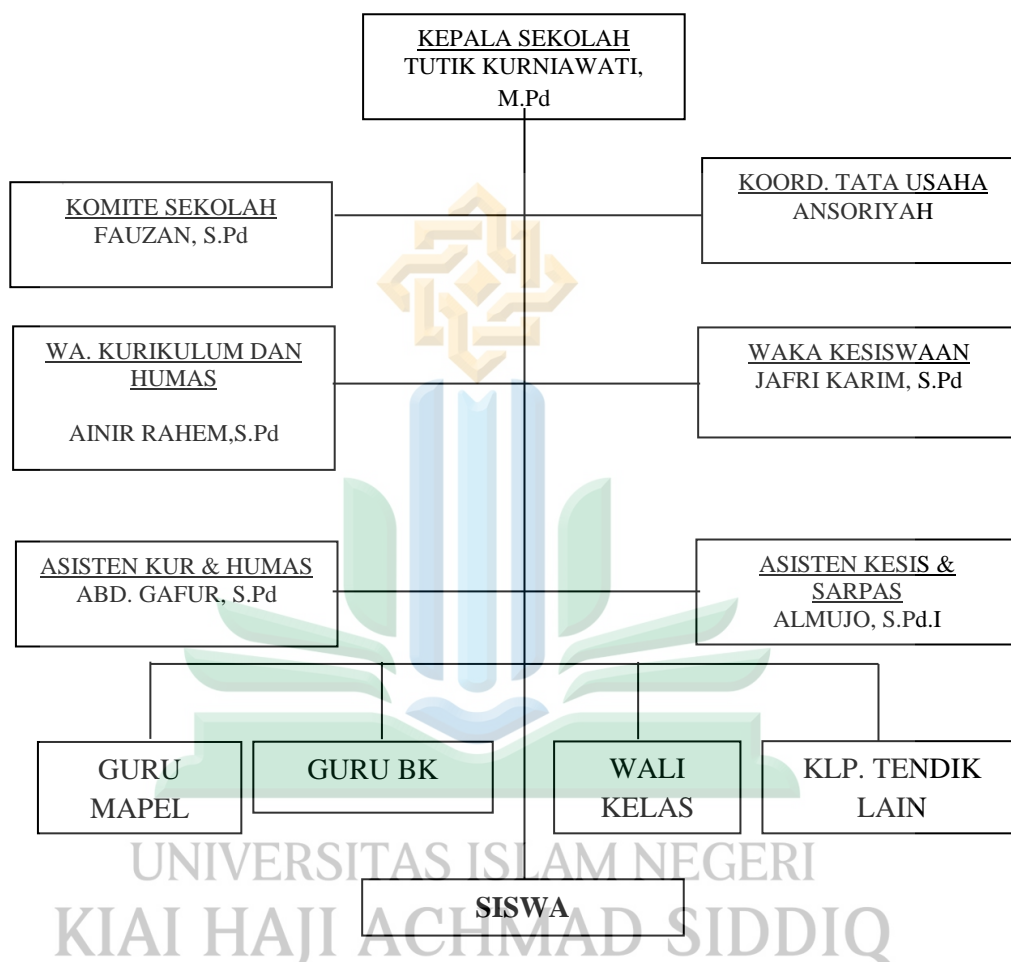 KEPALA SEKOLAH
TUTIK KURNIAWATI,
M.Pd
KOMITE SEKOLAH
FAUZAN, S.Pd
KOORD. TATA USAHA
ANSORIYAH
WA. KURIKULUM DAN
HUMAS
AINIR RAHEM,S.Pd
WAKA KESISWAAN
JAFRI KARIM, S.Pd
ASISTEN KUR & HUMAS
ABD. GAFUR, S.Pd
ASISTEN KESIS &
SARPAS
ALMUJO, S.Pd.I
GURU
MAPEL
GURU BK
WALI
KELAS
KLP. TENDIK
LAIN
UNIVERSITAS ISLAM NEGERI
SISWA
KIAI HAJI ACHMAD SIDDIQ